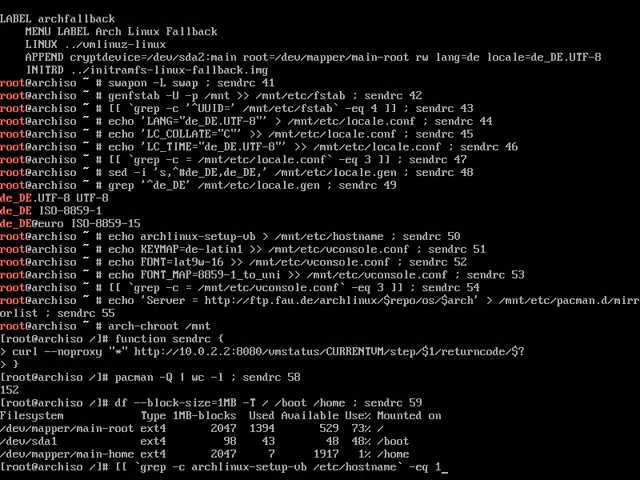 LABEL archfallback
MENU LABEL Arch Linux Fallback
LINUX ../vmlinuz-linux
APPEND cryptdevice=/dev/sda2:main root=/dev/mapper/main-root rw lang=de locale=de_DE.UTF-8
INITRD ../initramfs-linux-fallback.img
root@archiso ~ # swapon -L swap ; sendrc 41
root@archiso ~ # genfstab -U -p /mnt >> /mnt/etc/fstab ; sendrc 42
root@archiso ~ # [[ `grep -c '^UUID=' /mnt/etc/fstab` -eq 4 ]] ; sendrc 43
root@archiso ~ # echo 'LANG="de_DE.UTF-8"' > /mnt/etc/locale.conf ; sendrc 44
root@archiso ~ # echo 'LC_COLLATE="C"' >> /mnt/etc/locale.conf ; sendrc 45
root@archiso ~ # echo 'LC_TIME="de_DE.UTF-8"' >> /mnt/etc/locale.conf ; sendrc 46
root@archiso ~ # [[ `grep -c = /mnt/etc/locale.conf` -eq 3 ]] ; sendrc 47
root@archiso ~ # sed -i 's,^#de_DE,de_DE,' /mnt/etc/locale.gen ; sendrc 48
root@archiso ~ # grep '^de_DE' /mnt/etc/locale.gen ; sendrc 49
de_DE.UTF-8 UTF-8
de_DE ISO-8859-1
de_DE@euro ISO-8859-15
root@archiso ~ # echo archlinux-setup-vb > /mnt/etc/hostname ; sendrc 50
root@archiso ~ # echo KEYMAP=de-latin1 >> /mnt/etc/vconsole.conf ; sendrc 51
root@archiso ~ # echo FONT=lat9w-16 >> /mnt/etc/vconsole.conf ; sendrc 52
root@archiso ~ # echo FONT_MAP=8859-1_to_uni >> /mnt/etc/vconsole.conf ; sendrc 53
root@archiso ~ # [[ `grep -c = /mnt/etc/vconsole.conf` -eq 3 ]] ; sendrc 54
root@archiso ~ # echo 'Server = http://ftp.fau.de/archlinux/$repo/os/$arch' > /mnt/etc/pacman.d/mirr
orlist ; sendrc 55
root@archiso ~ # arch-chroot /mnt
[root@archiso /]# function sendrc {
> curl --noproxy "*" http://10.0.2.2:8080/vmstatus/CURRENTVM/step/$1/returncode/$?
> }
[root@archiso /]# pacman -Q | wc -l ; sendrc 58
152
[root@archiso /]# df --block-size=1MB -T / /boot /home ; sendrc 59
Filesystem Type 1MB-blocks Used Available Use% Mounted on
/dev/mapper/main-root ext4 2047 1394 529 73% /
/dev/sda1 ext4 98 43 48 48% /boot
/dev/mapper/main-home ext4 2047 7 1917 1% /home
[root@archiso /]# [[ `grep -c archlinux-setup-vb /etc/hostname` -eq 1_